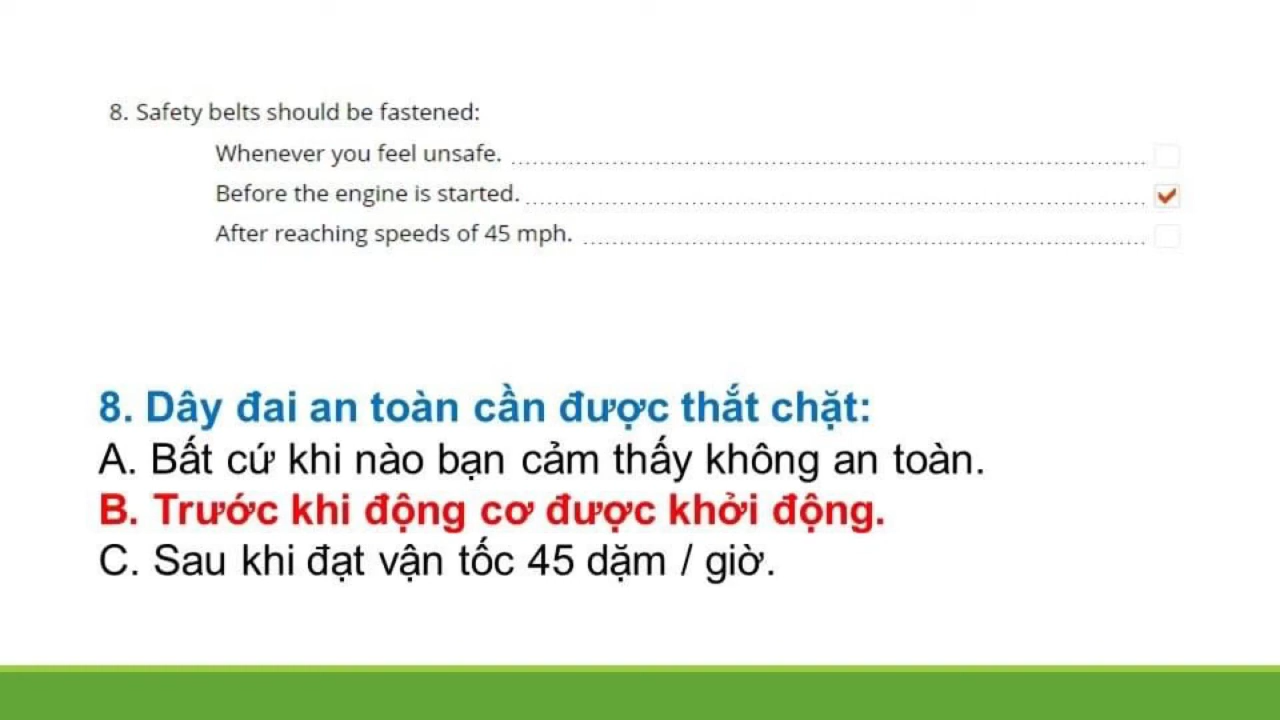 8. Safety belts should be fastened:
Whenever you feel unsafe.
Before the engine is started.
After reaching speeds of 45 mph.
8. Dây đai an toàn cần được thắt chặt:
A. Bất cứ khi nào bạn cảm thấy không an toàn.
B. Trước khi động cơ được khởi động.
C. Sau khi đạt vận tốc 45 dặm / giờ.